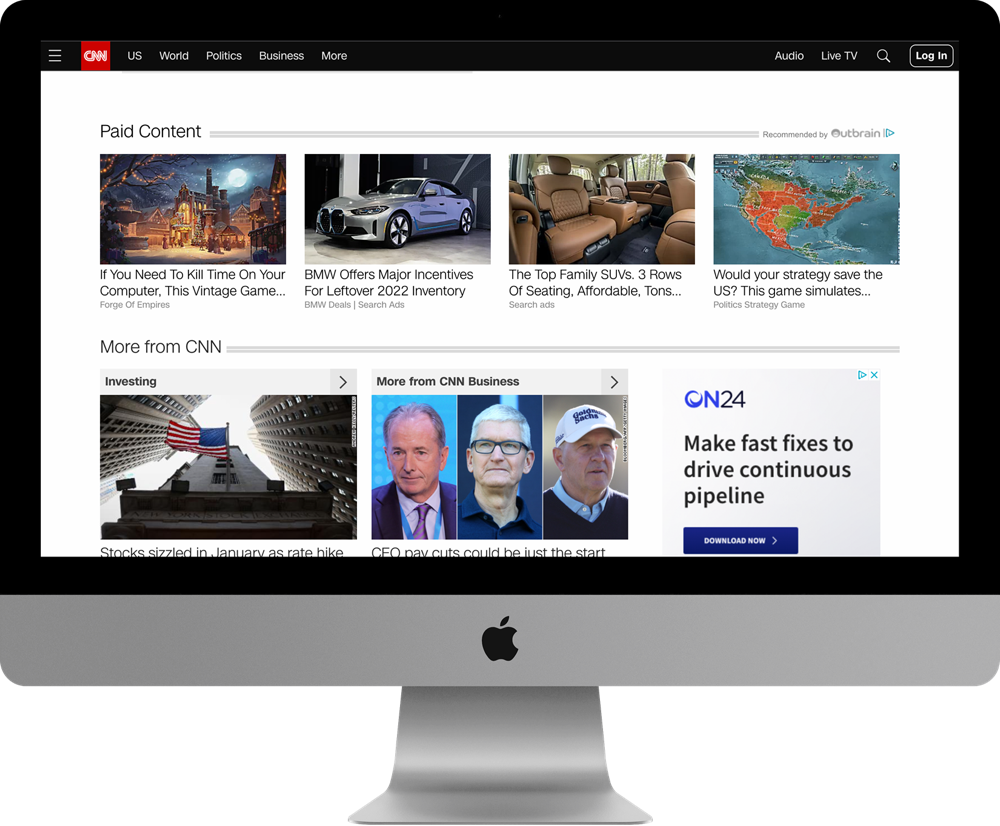 CNN US World Politics Business More Audio Live TV Log In
Paid Content
Recommended by Outbrain
If You Need To Kill Time On Your
Computer, This Vintage Game...
Forge Of Empires
BMW Offers Major Incentives
For Leftover 2022 Inventory
BMW Deals | Search Ads
The Top Family SUVs. 3 Rows
Of Seating, Affordable, Tons...
Search ads
CANADA
Would your strategy save the
US? This game simulates...
Politics Strategy Game
More from CNN
Investing
Stocks sizzled in January as rate hike
More from CNN Business
Goldman
Sachs
CEO pay cuts could be just the start
ON24
Make fast fixes to
drive continuous
pipeline
DOWNLOAD NOW